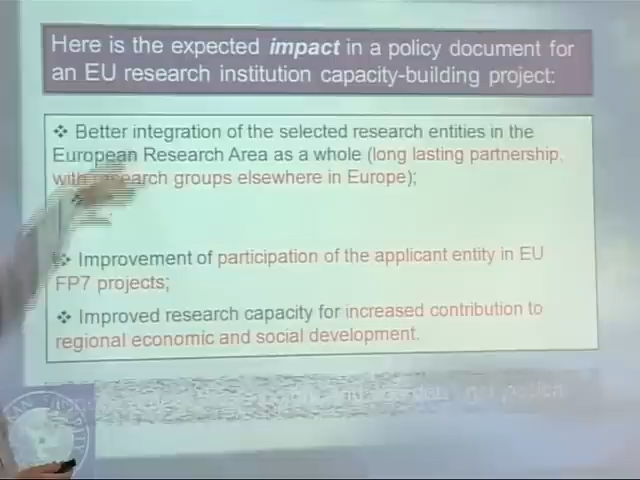 Here is the expected impact in a policy document for
an EU research institution capacity-building project:
❖ Better integration of the selected research entities in the
European Research Area as a whole (long lasting partnership
with research groups elsewhere in Europe);
❖ Improvement of participation of the applicant entity in EU
FP7 projects;
❖ Improved research capacity for increased contribution to
regional economic and social development.